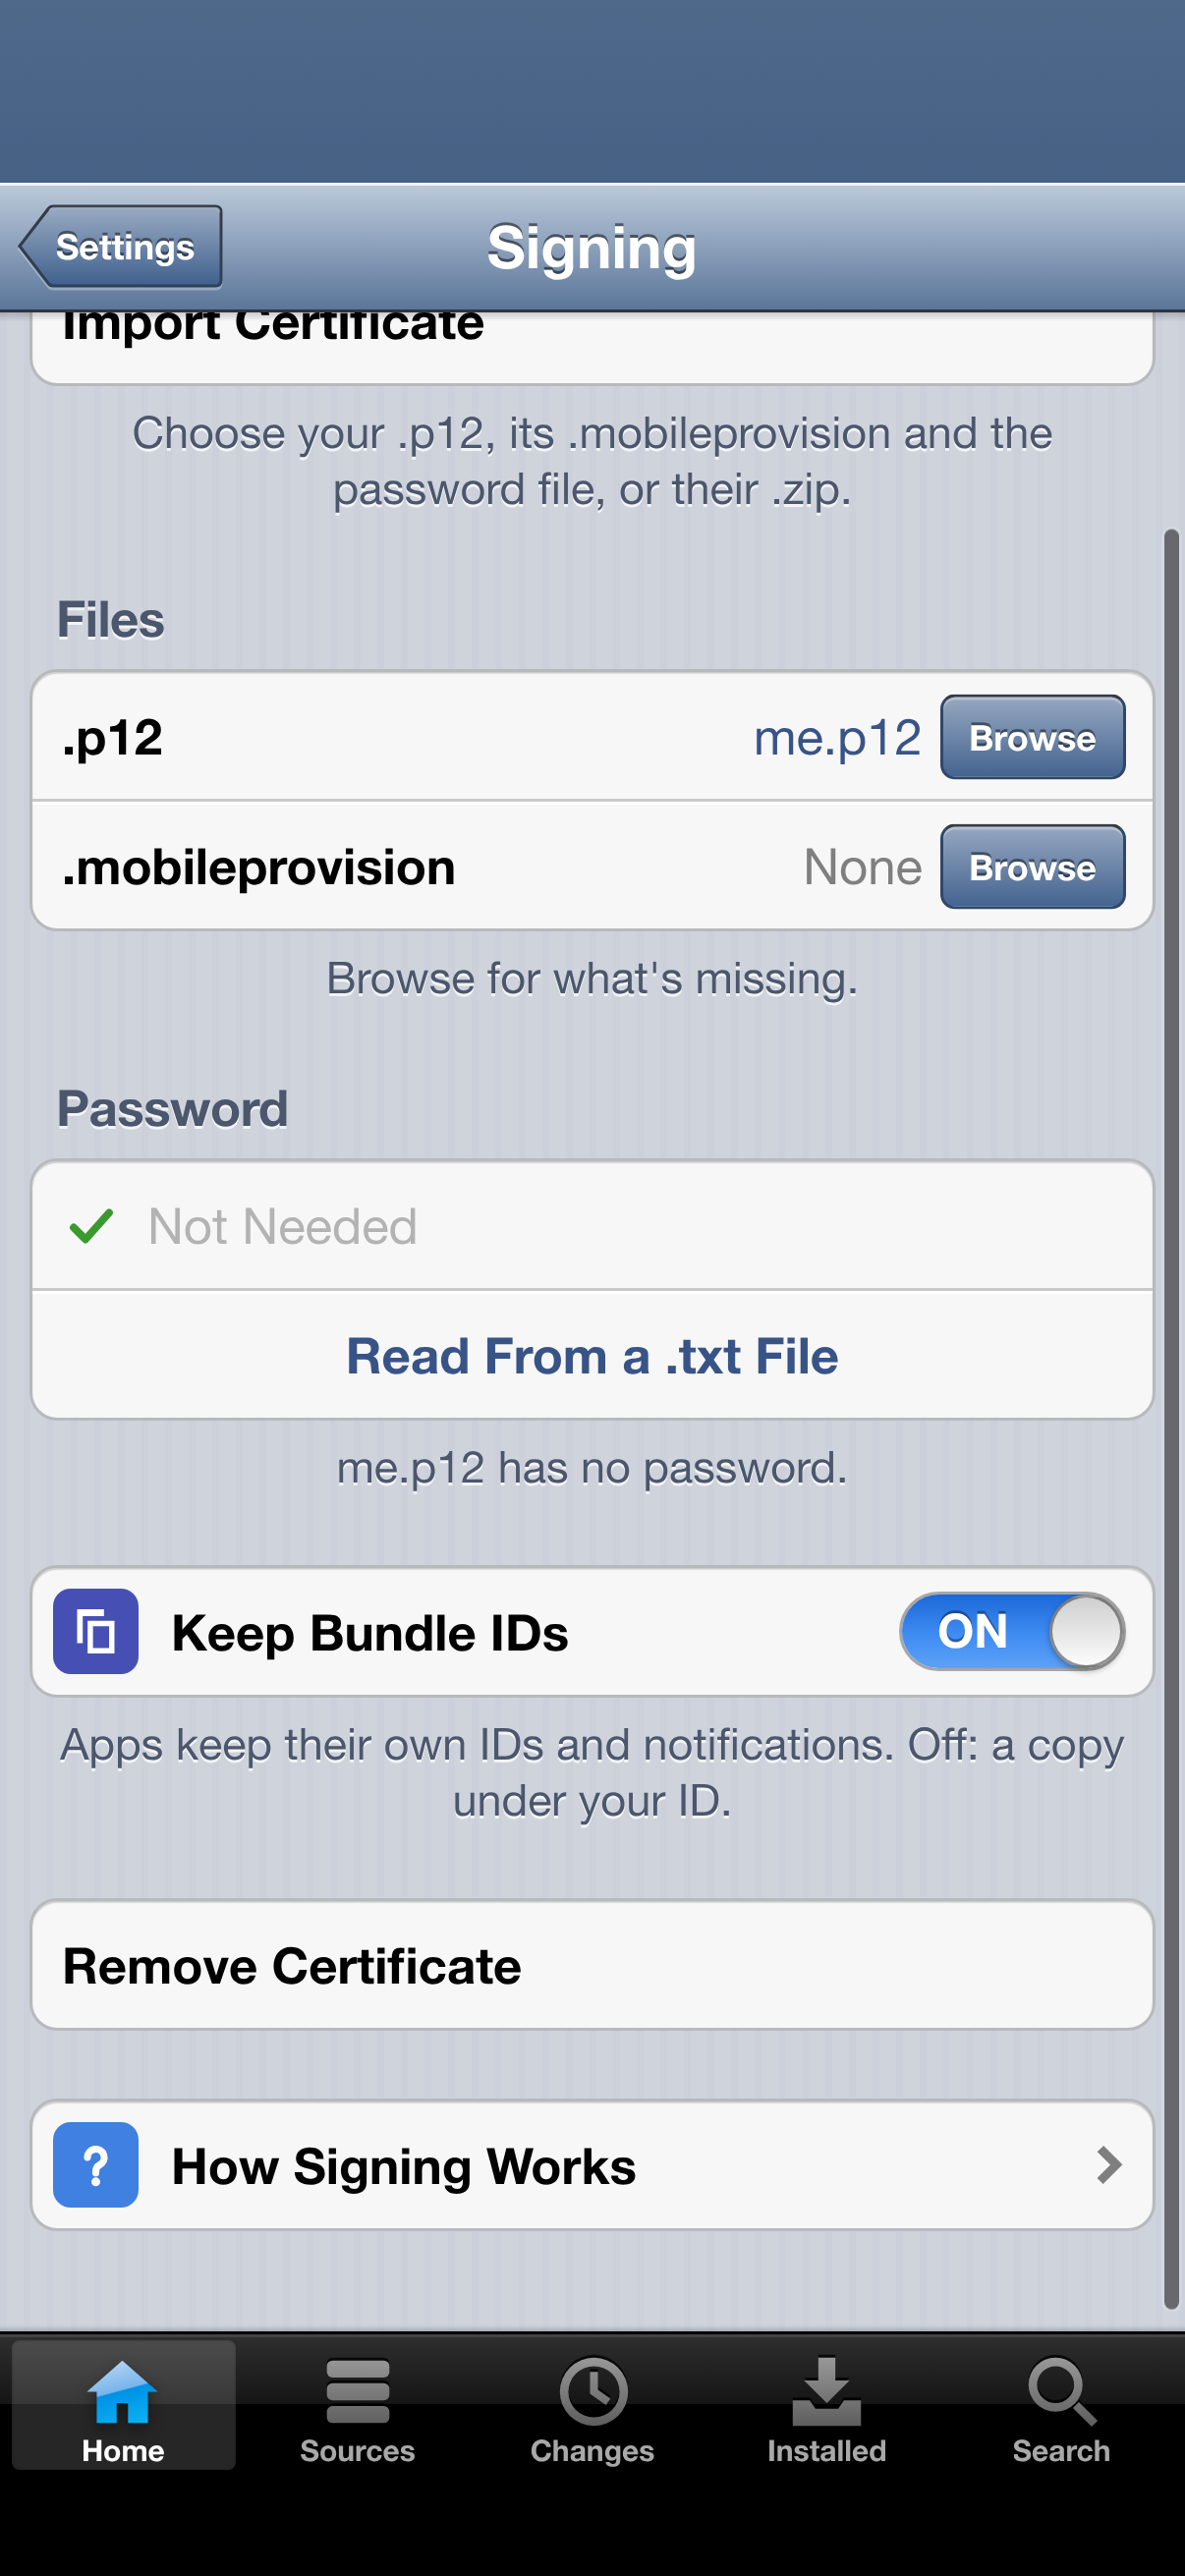 Settings
Signing
Import Certificate
Choose your .p12, its .mobileprovision and the
password file, or their .zip.
Files
.p12
me.p12
Browse
.mobileprovision
None
Browse
Browse for what's missing.
Password
Not Needed
Read From a .txt File
me.p12 has no password.
Keep Bundle IDs
ON
Apps keep their own IDs and notifications. Off: a copy
under your ID.
Remove Certificate
?
How Signing Works
Home
Sources
Changes
Installed
Search